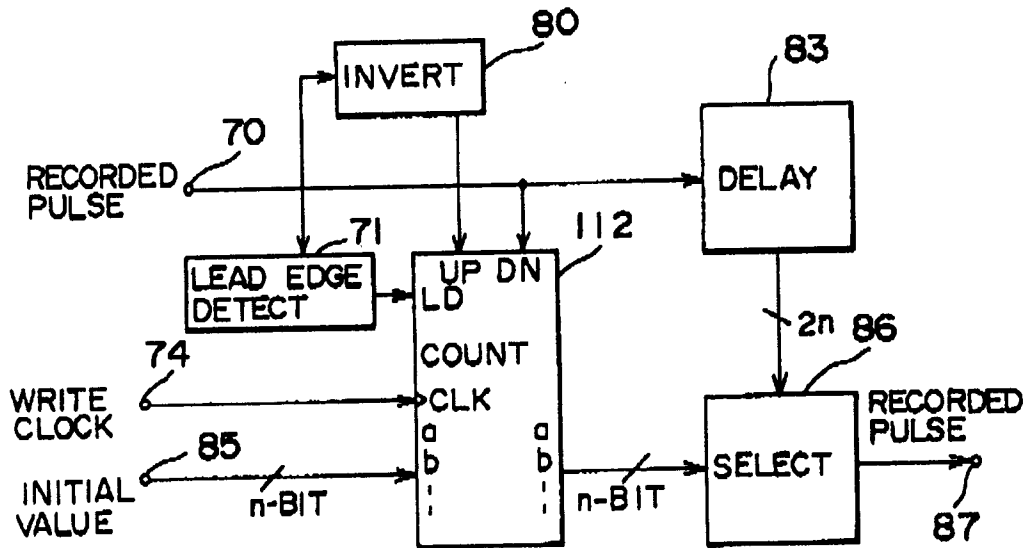 80
INVERT
83
70
RECORDED
PULSE
DELAY
71
112
LEAD EDGE
DETECT
UP DN
LD
2n
86
COUNT
74
WRITE
CLOCK
CLK
RECORDED
PULSE
a a
85
b b
SELECT
n-BIT
n-BIT
INITIAL
VALUE
87